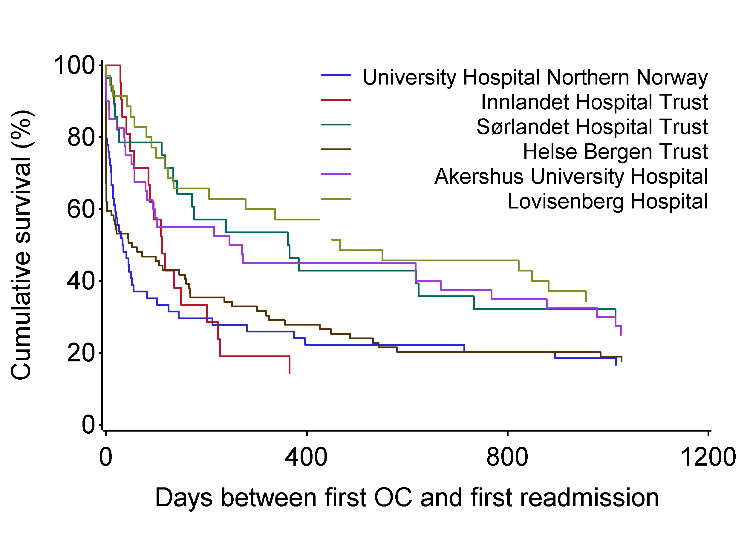 100
80
60
40
20
0
Cumulative survival (%)
University Hospital Northern Norway
Innlandet Hospital Trust
Sørlandet Hospital Trust
Helse Bergen Trust
Akershus University Hospital
Lovisenberg Hospital
0 400 800 1200
Days between first OC and first readmission